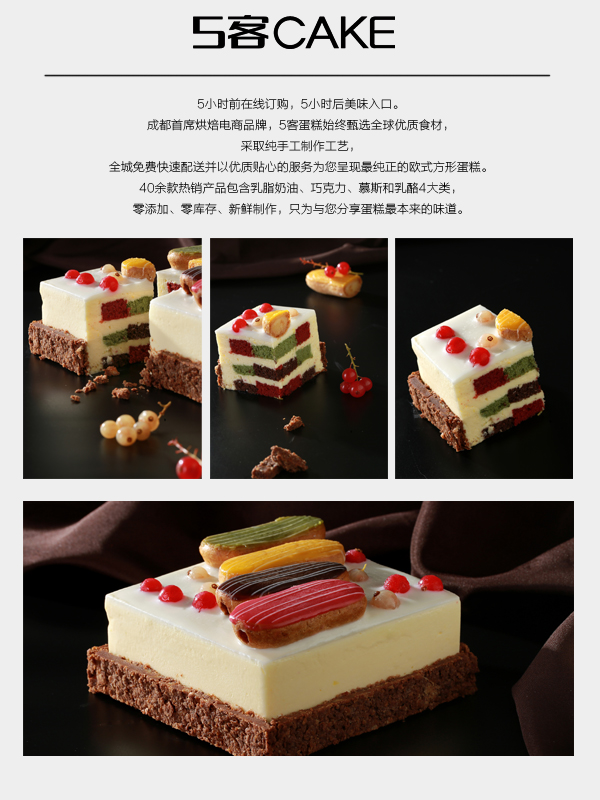 5客CAKE
5小时前在线订购，5小时后美味入口。
成都首席烘焙电商品牌，5客蛋糕始终甄选全球优质食材，
采取纯手工制作工艺，
全城免费快速配送并以优质贴心的服务为您呈现最纯正的欧式方形蛋糕。
40余款热销产品包含乳脂奶油、巧克力、慕斯和乳酪4大类，
零添加、零库存、新鲜制作，只为与您分享蛋糕最本来的味道。